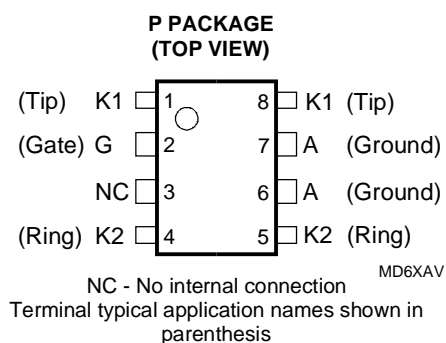 P PACKAGE
(TOP VIEW)
(Tip) K1 1 8 K1 (Tip)
(Gate) G 2 7 A (Ground)
NC 3 6 A (Ground)
(Ring) K2 4 5 K2 (Ring)
MD6XAV
NC - No internal connection
Terminal typical application names shown in
parenthesis